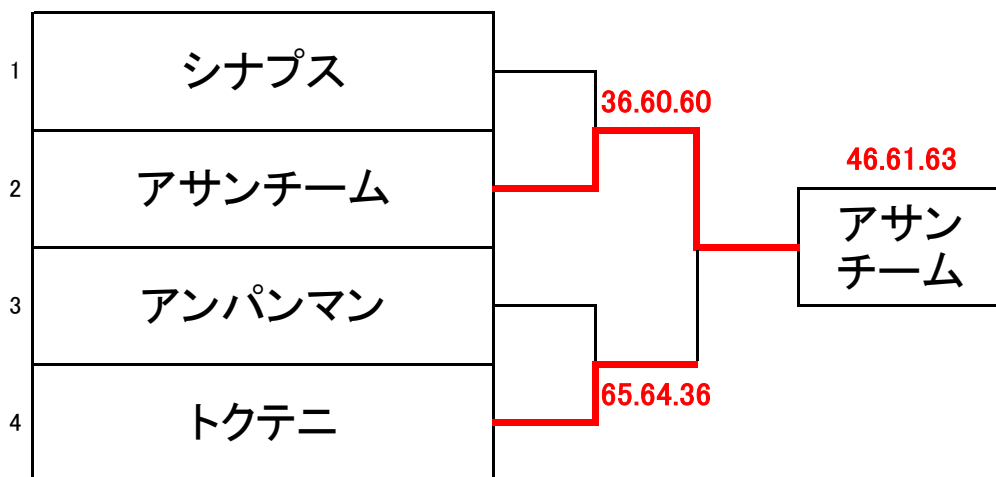 1 シナプス
36.60.60
46.61.63
2 アサンチーム
アサン
チーム
3 アンパンマン
65.64.36
4 トクテニ